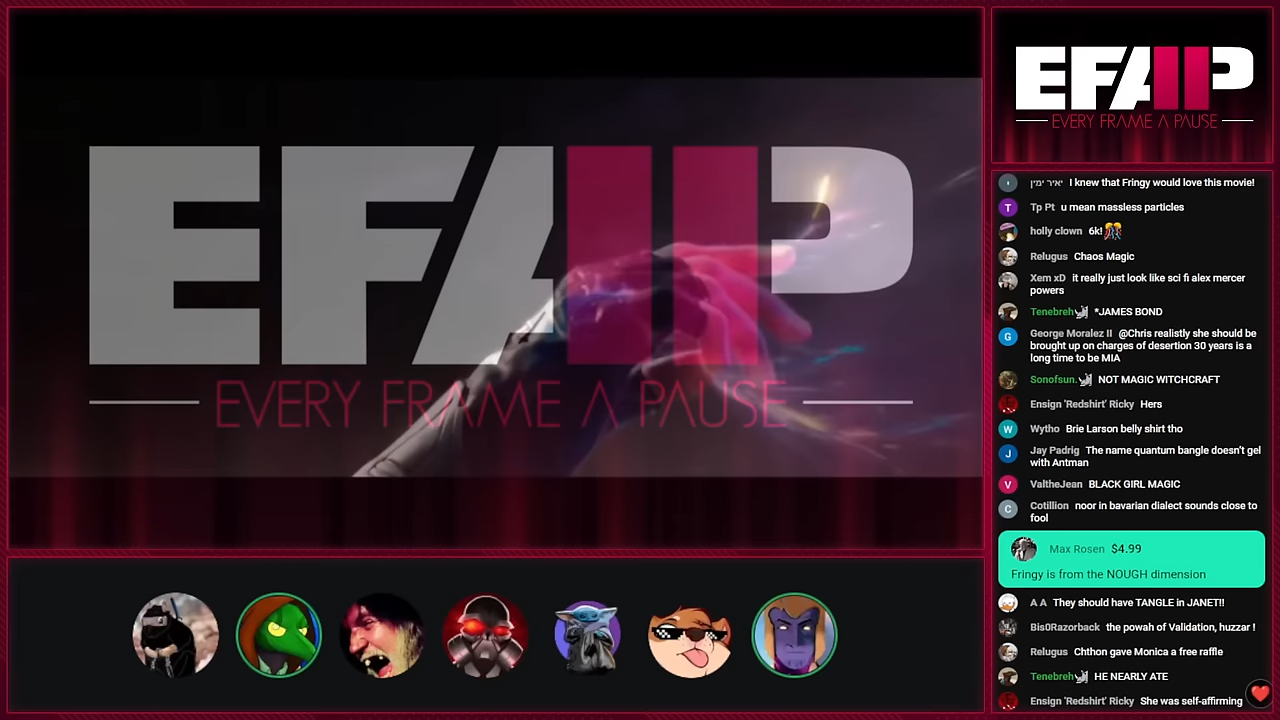 EFAP
EVERY FRAME A PAUSE
EFAP
EVERY FRAME A PAUSE
יאיר ימין I knew that Fringy would love this movie!
T Tp Pt u mean massless particles
holly clown 6k!
Relugus Chaos Magic
Xem xD it really just look like sci fi alex mercer
powers
Tenebreh *JAMES BOND
G George Moralez II @Chris realistly she should be
brought up on charges of desertion 30 years is a
long time to be MIA
Sonofsun. NOT MAGIC WITCHCRAFT
Ensign 'Redshirt' Ricky Hers
W Wytho Brie Larson belly shirt tho
J Jay Padrig The name quantum bangle doesn't gel
with Antman
V ValtheJean BLACK GIRL MAGIC
C Cotillion noor in bavarian dialect sounds close to
fool
Max Rosen $4.99
Fringy is from the NOUGH dimension
A A They should have TANGLE in JANET!!
Bis0Razorback the powah of Validation, huzzar !
Relugus Chthon gave Monica a free raffle
Tenebreh HE NEARLY ATE
Ensign 'Redshirt' Ricky She was self-affirming